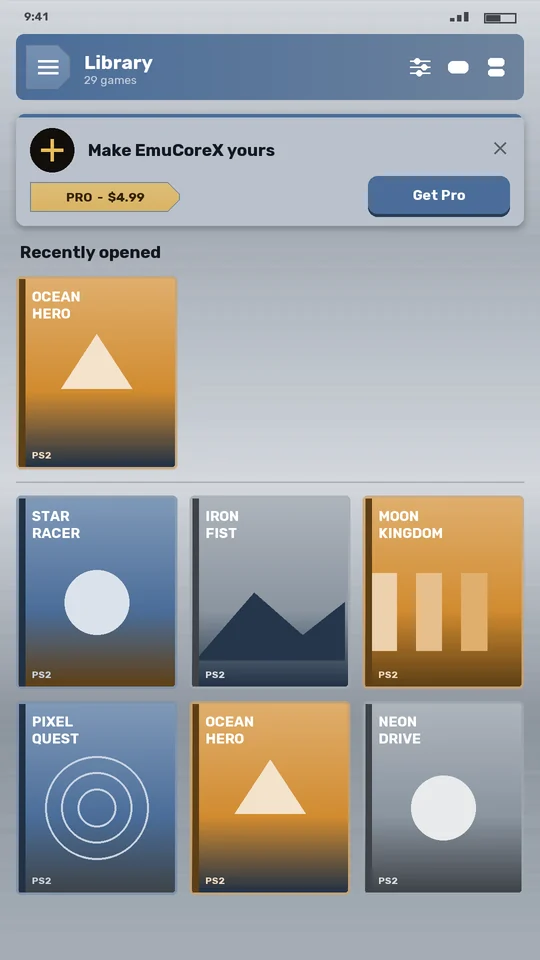 9:41
Library
29 games
Make EmuCoreX yours
PRO - $4.99
Get Pro
Recently opened
OCEAN
HERO
PS2
STAR
RACER
PS2
IRON
FIST
PS2
MOON
KINGDOM
PS2
PIXEL
QUEST
PS2
OCEAN
HERO
PS2
NEON
DRIVE
PS2